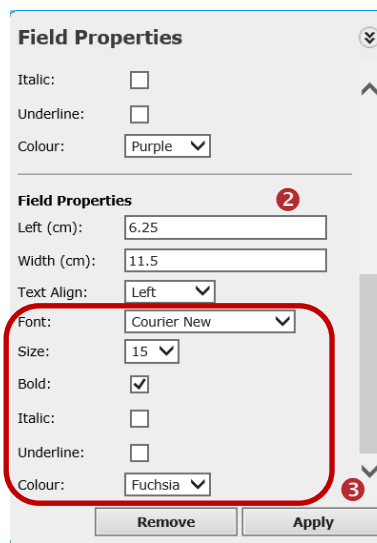 Field Properties
Italic:
Underline:
Colour: Purple
Field Properties 2
Left (cm): 6.25
Width (cm): 11.5
Text Align: Left
Font: Courier New
Size: 15
Bold:
Italic:
Underline:
Colour: Fuchsia 3
Remove Apply